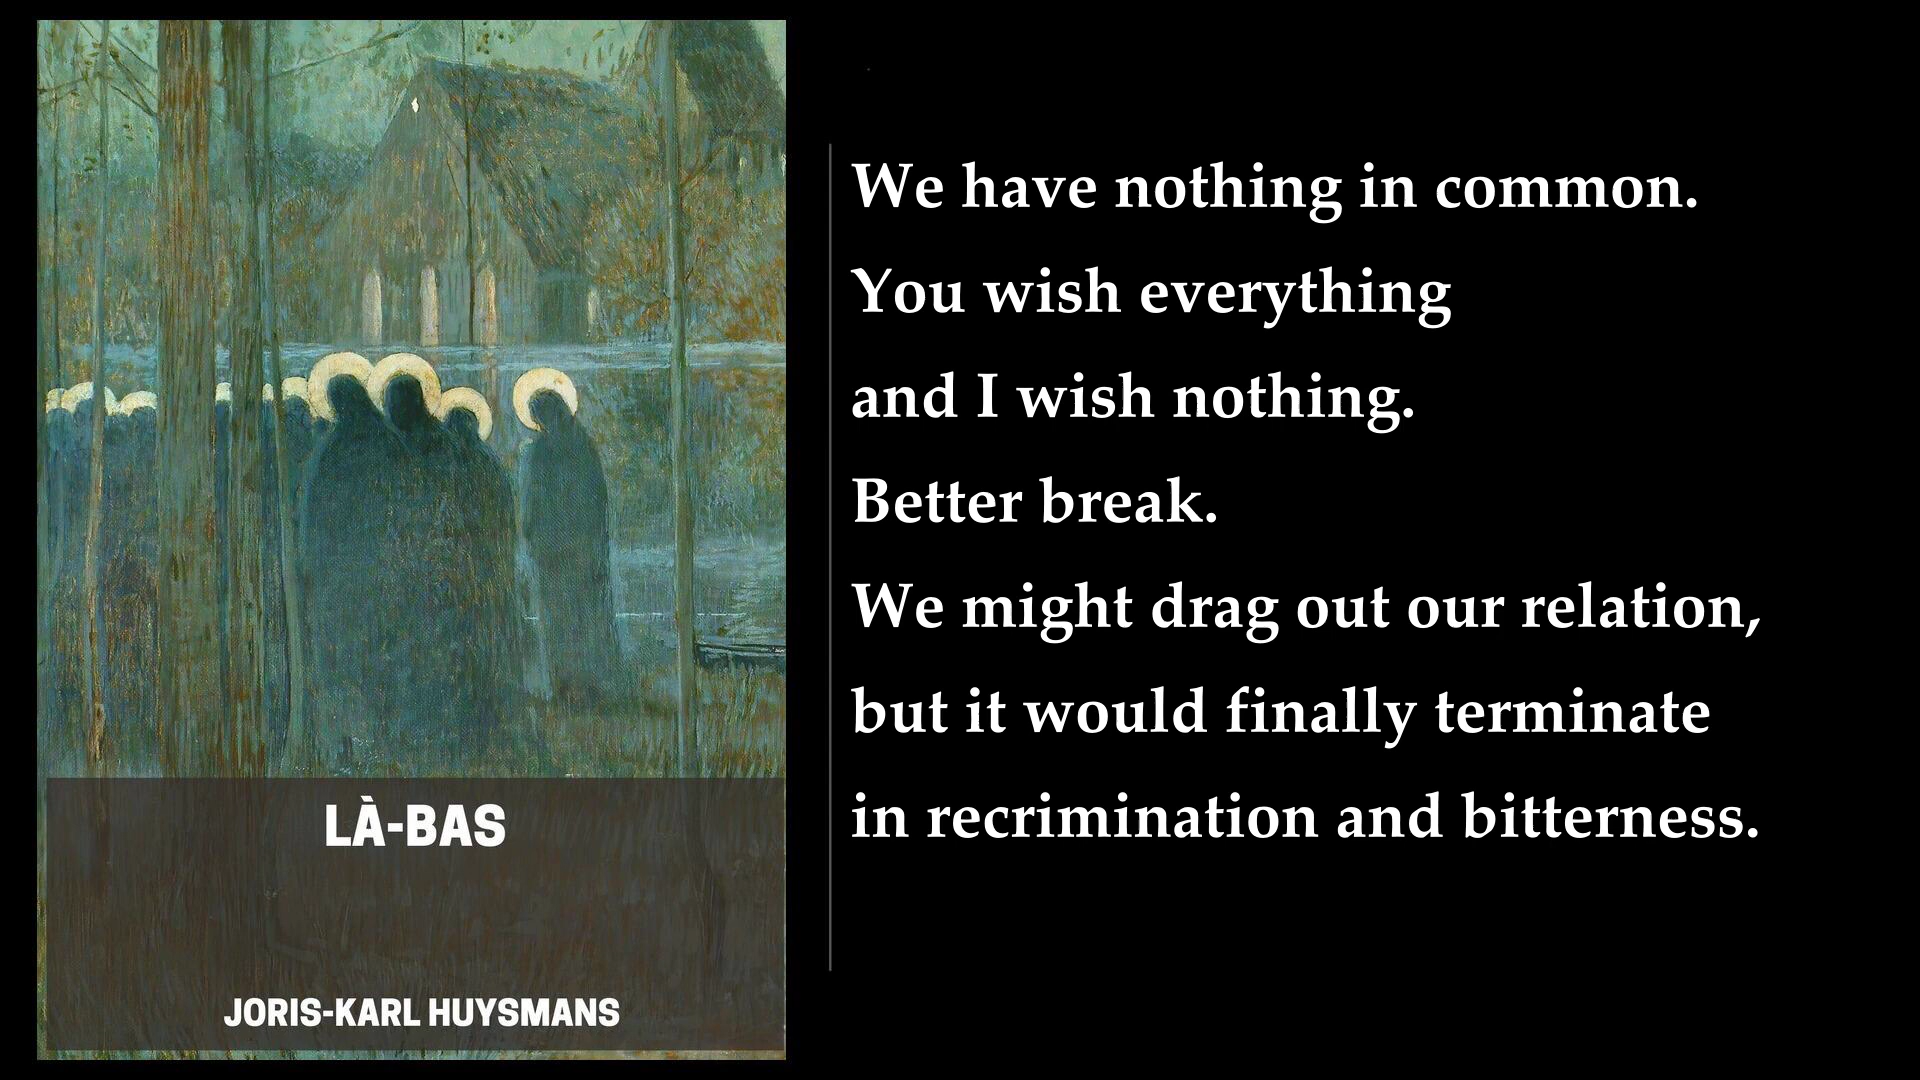 LÀ-BAS
JORIS-KARL HUYSMANS
We have nothing in common.
You wish everything
and I wish nothing.
Better break.
We might drag out our relation,
but it would finally terminate
in recrimination and bitterness.